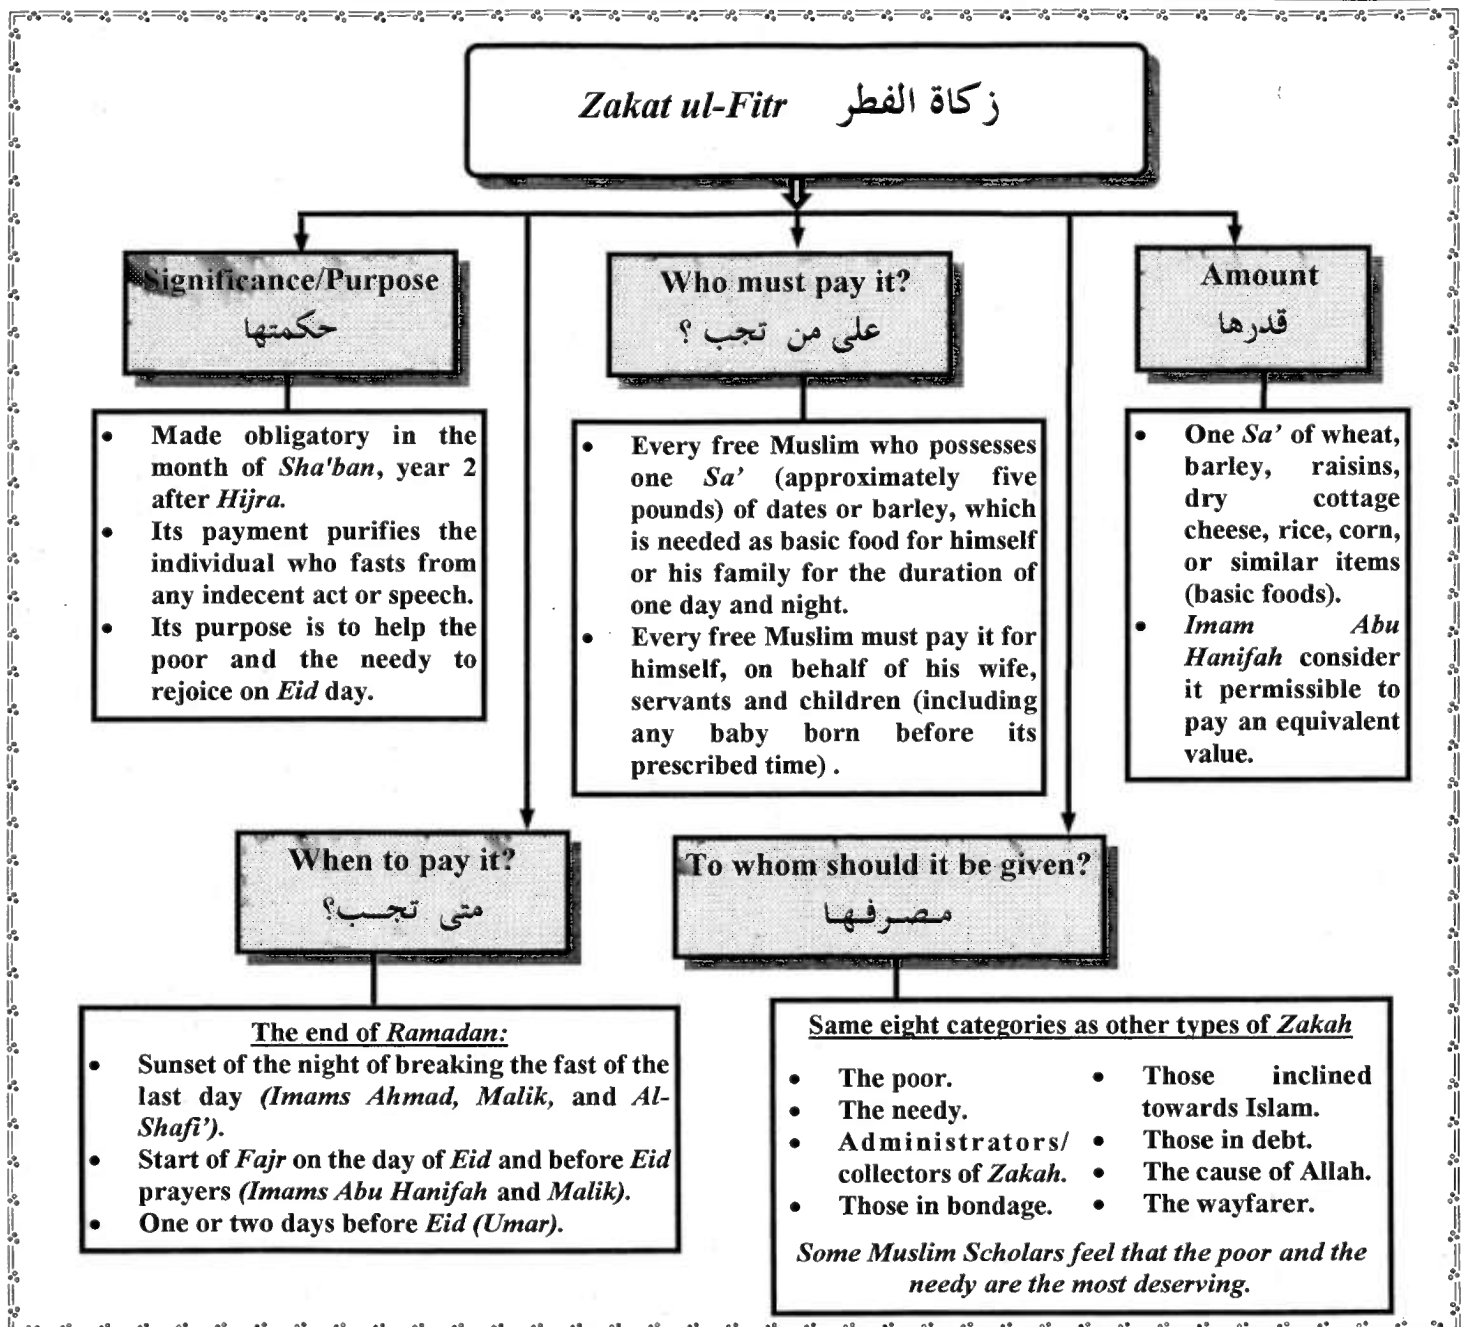 Zakat ul-Fitr زكاة الفطر
Significance/Purpose
حكمتها
• Made obligatory in the
month of Sha'ban, year 2
after Hijra.
• Its payment purifies the
individual who fasts from
any indecent act or speech.
• Its purpose is to help the
poor and the needy to
rejoice on Eid day.
Who must pay it?
على من تجب ؟
• Every free Muslim who possesses
one Sa’ (approximately five
pounds) of dates or barley, which
is needed as basic food for himself
or his family for the duration of
one day and night.
• Every free Muslim must pay it for
himself, on behalf of his wife,
servants and children (including
any baby born before its
prescribed time) .
Amount
قدرها
• One Sa’ of wheat,
barley, raisins,
dry cottage
cheese, rice, corn,
or similar items
(basic foods).
• Imam Abu
Hanifah consider
it permissible to
pay an equivalent
value.
When to pay it?
متى تجـب؟
The end of Ramadan:
• Sunset of the night of breaking the fast of the
last day (Imams Ahmad, Malik, and Al-
Shafi’).
• Start of Fajr on the day of Eid and before Eid
prayers (Imams Abu Hanifah and Malik).
• One or two days before Eid (Umar).
To whom should it be given?
مـصـرفـهـا
Same eight categories as other types of Zakah
• The poor.
• The needy.
• Administrators/
collectors of Zakah.
• Those in bondage.
• Those inclined
towards Islam.
• Those in debt.
• The cause of Allah.
• The wayfarer.
Some Muslim Scholars feel that the poor and the
needy are the most deserving.